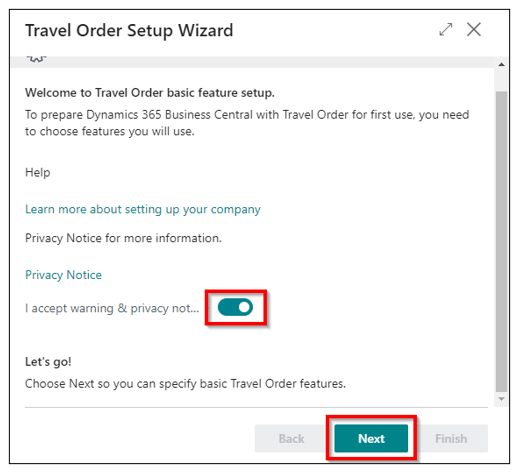 Travel Order Setup Wizard
Welcome to Travel Order basic feature setup.
To prepare Dynamics 365 Business Central with Travel Order for first use, you need
to choose features you will use.
Help
Learn more about setting up your company
Privacy Notice for more information.
Privacy Notice
I accept warning & privacy not...
Let's go!
Choose Next so you can specify basic Travel Order features.
Back Next Finish